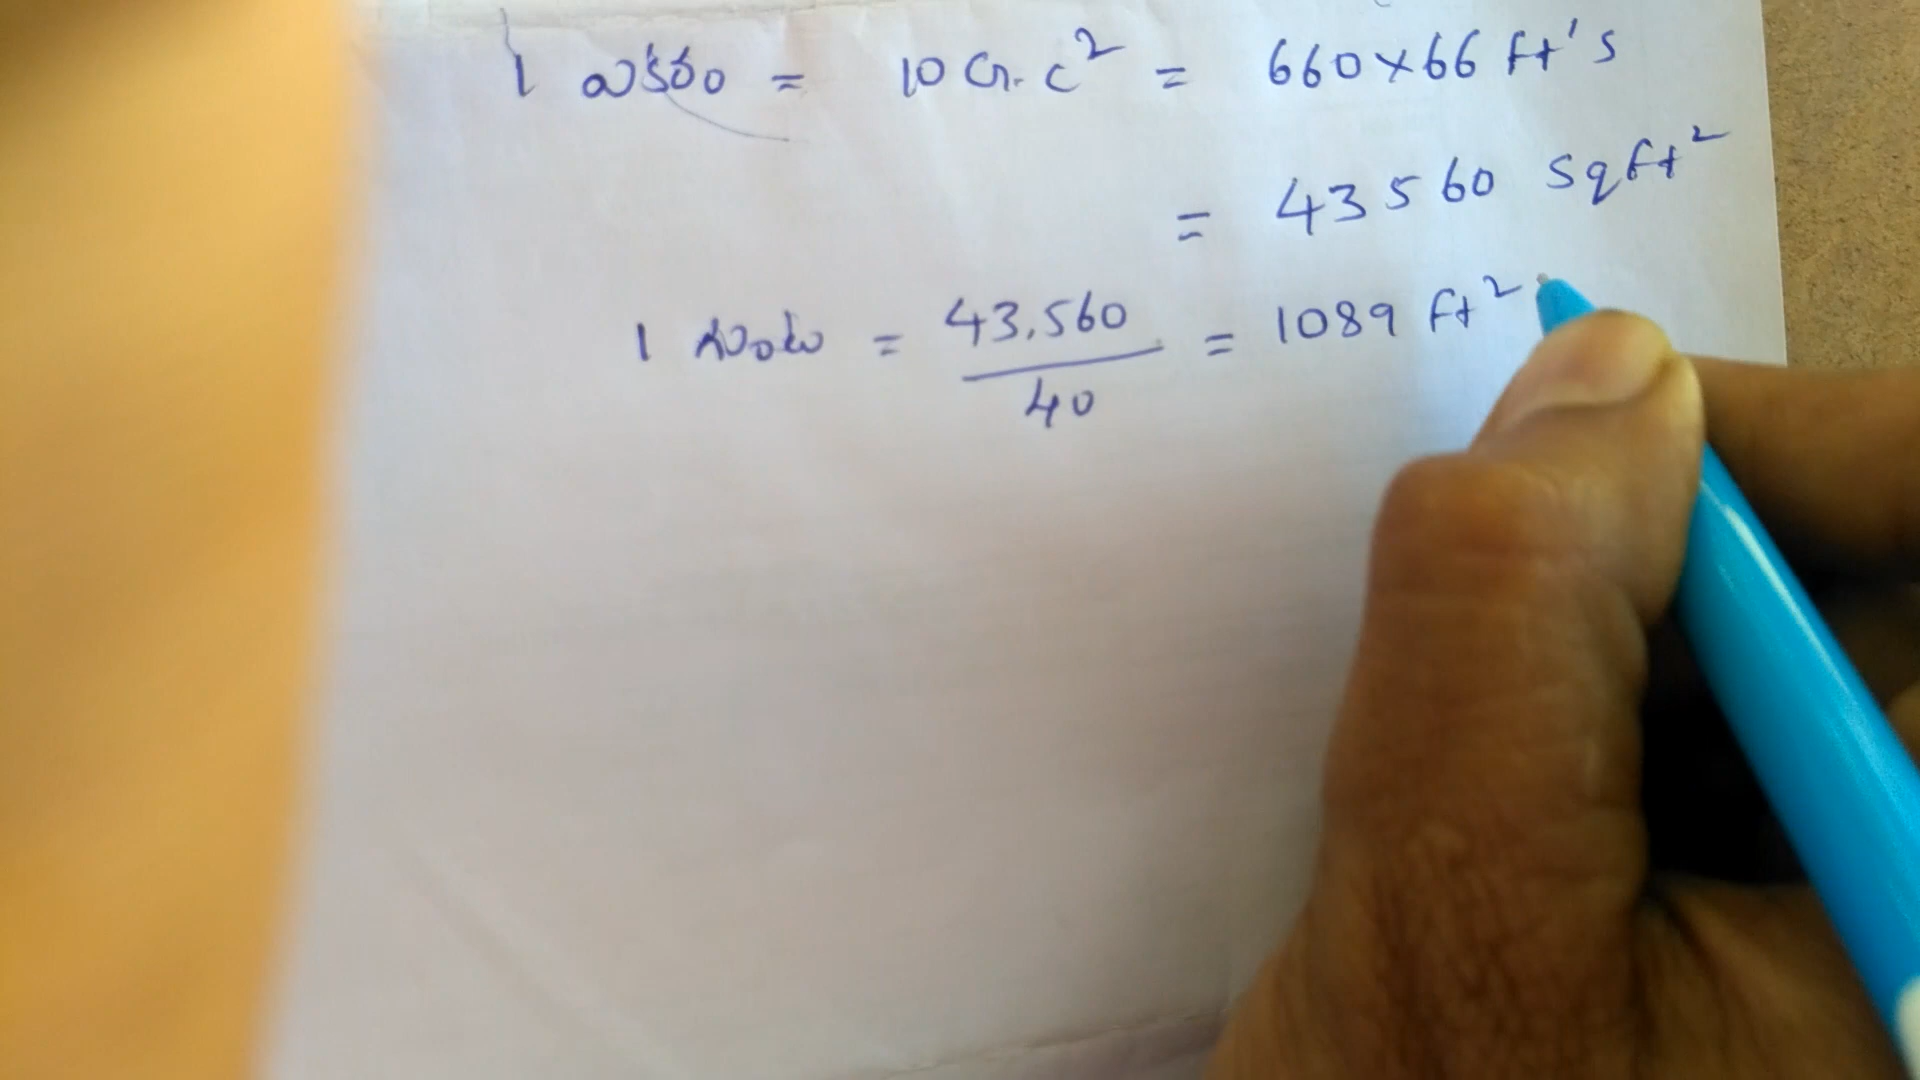 1 ఎకరం = 10 G.C² = 660 x 66 ft's
= 43560 sqft²
1 గుంట = 43,560 / 40 = 1089 ft²